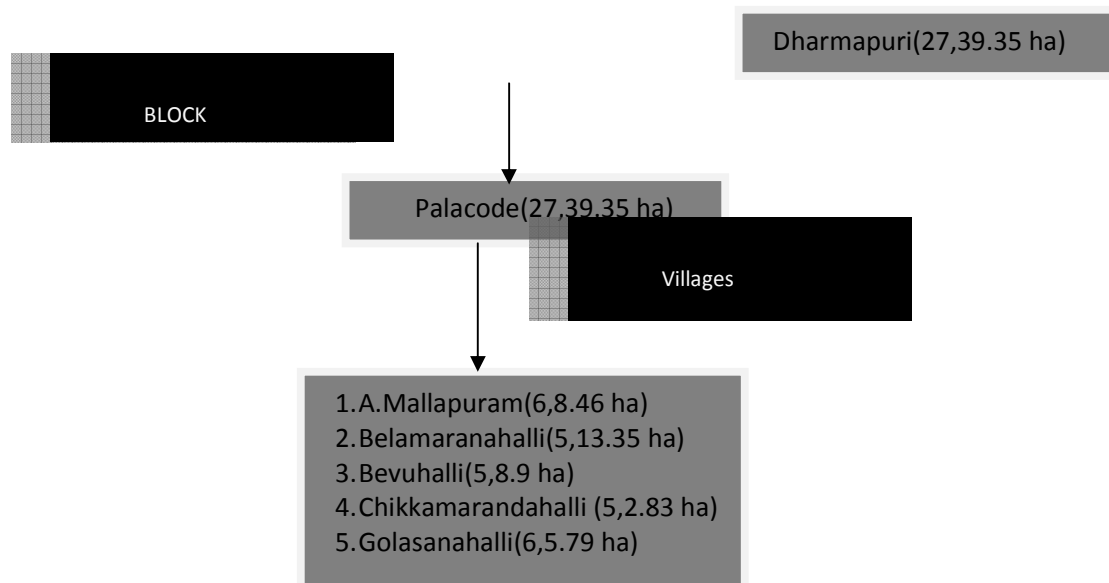 Dharmapuri(27,39.35 ha)
BLOCK
Palacode(27,39.35 ha)
Villages
1.A.Mallapuram(6,8.46 ha)
2.Belamaranahalli(5,13.35 ha)
3.Bevuhalli(5,8.9 ha)
4.Chikkamarandahalli (5,2.83 ha)
5.Golasanahalli(6,5.79 ha)